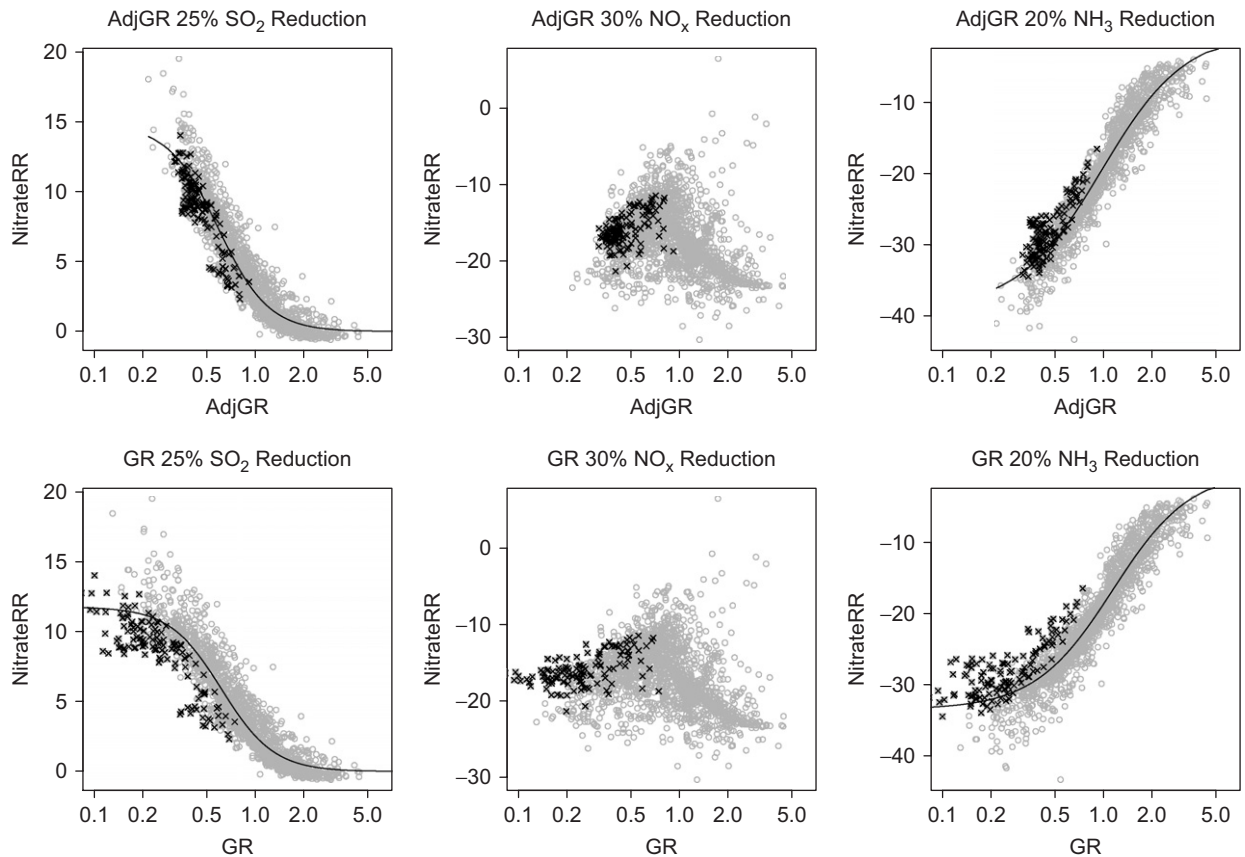 AdjGR 25% SO2 Reduction
NitrateRR
20
15
10
5
0
0.1 0.2 0.5 1.0 2.0 5.0
AdjGR
AdjGR 30% NOx Reduction
NitrateRR
0
−10
−20
−30
0.1 0.2 0.5 1.0 2.0 5.0
AdjGR
AdjGR 20% NH3 Reduction
NitrateRR
−10
−20
−30
−40
0.1 0.2 0.5 1.0 2.0 5.0
AdjGR
GR 25% SO2 Reduction
NitrateRR
20
15
10
5
0
0.1 0.2 0.5 1.0 2.0 5.0
GR
GR 30% NOx Reduction
NitrateRR
0
−10
−20
−30
0.1 0.2 0.5 1.0 2.0 5.0
GR
GR 20% NH3 Reduction
NitrateRR
−10
−20
−30
−40
0.1 0.2 0.5 1.0 2.0 5.0
GR